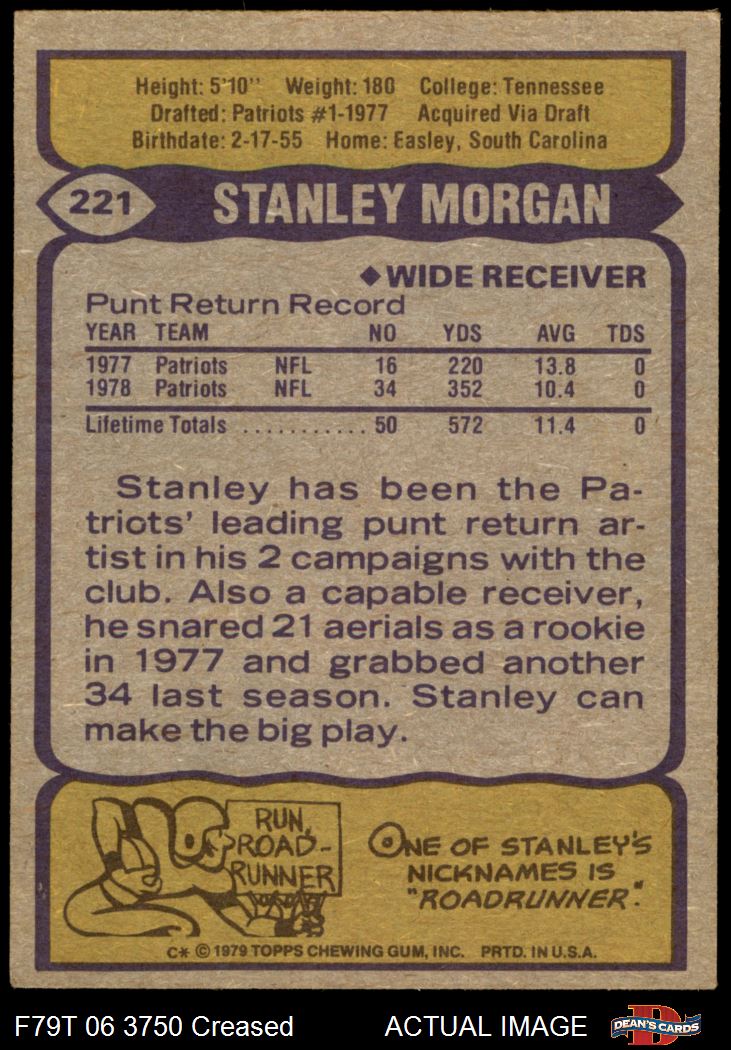 Height: 5'10" Weight: 180 College: Tennessee
Drafted: Patriots #1-1977 Acquired Via Draft
Birthdate: 2-17-55 Home: Easley, South Carolina
221 STANLEY MORGAN
◆WIDE RECEIVER
Punt Return Record
YEAR TEAM NO YDS AVG TDS
1977 Patriots NFL 16 220 13.8 0
1978 Patriots NFL 34 352 10.4 0
Lifetime Totals ........... 50 572 11.4 0
Stanley has been the Pa-
triots' leading punt return ar-
tist in his 2 campaigns with the
club. Also a capable receiver,
he snared 21 aerials as a rookie
in 1977 and grabbed another
34 last season. Stanley can
make the big play.
RUN,
ROAD-
RUNNER
ONE OF STANLEY'S
NICKNAMES IS
"ROADRUNNER".
C* © 1979 TOPPS CHEWING GUM, INC. PRTD. IN U.S.A.
F79T 06 3750 Creased ACTUAL IMAGE DEAN'S CARDS